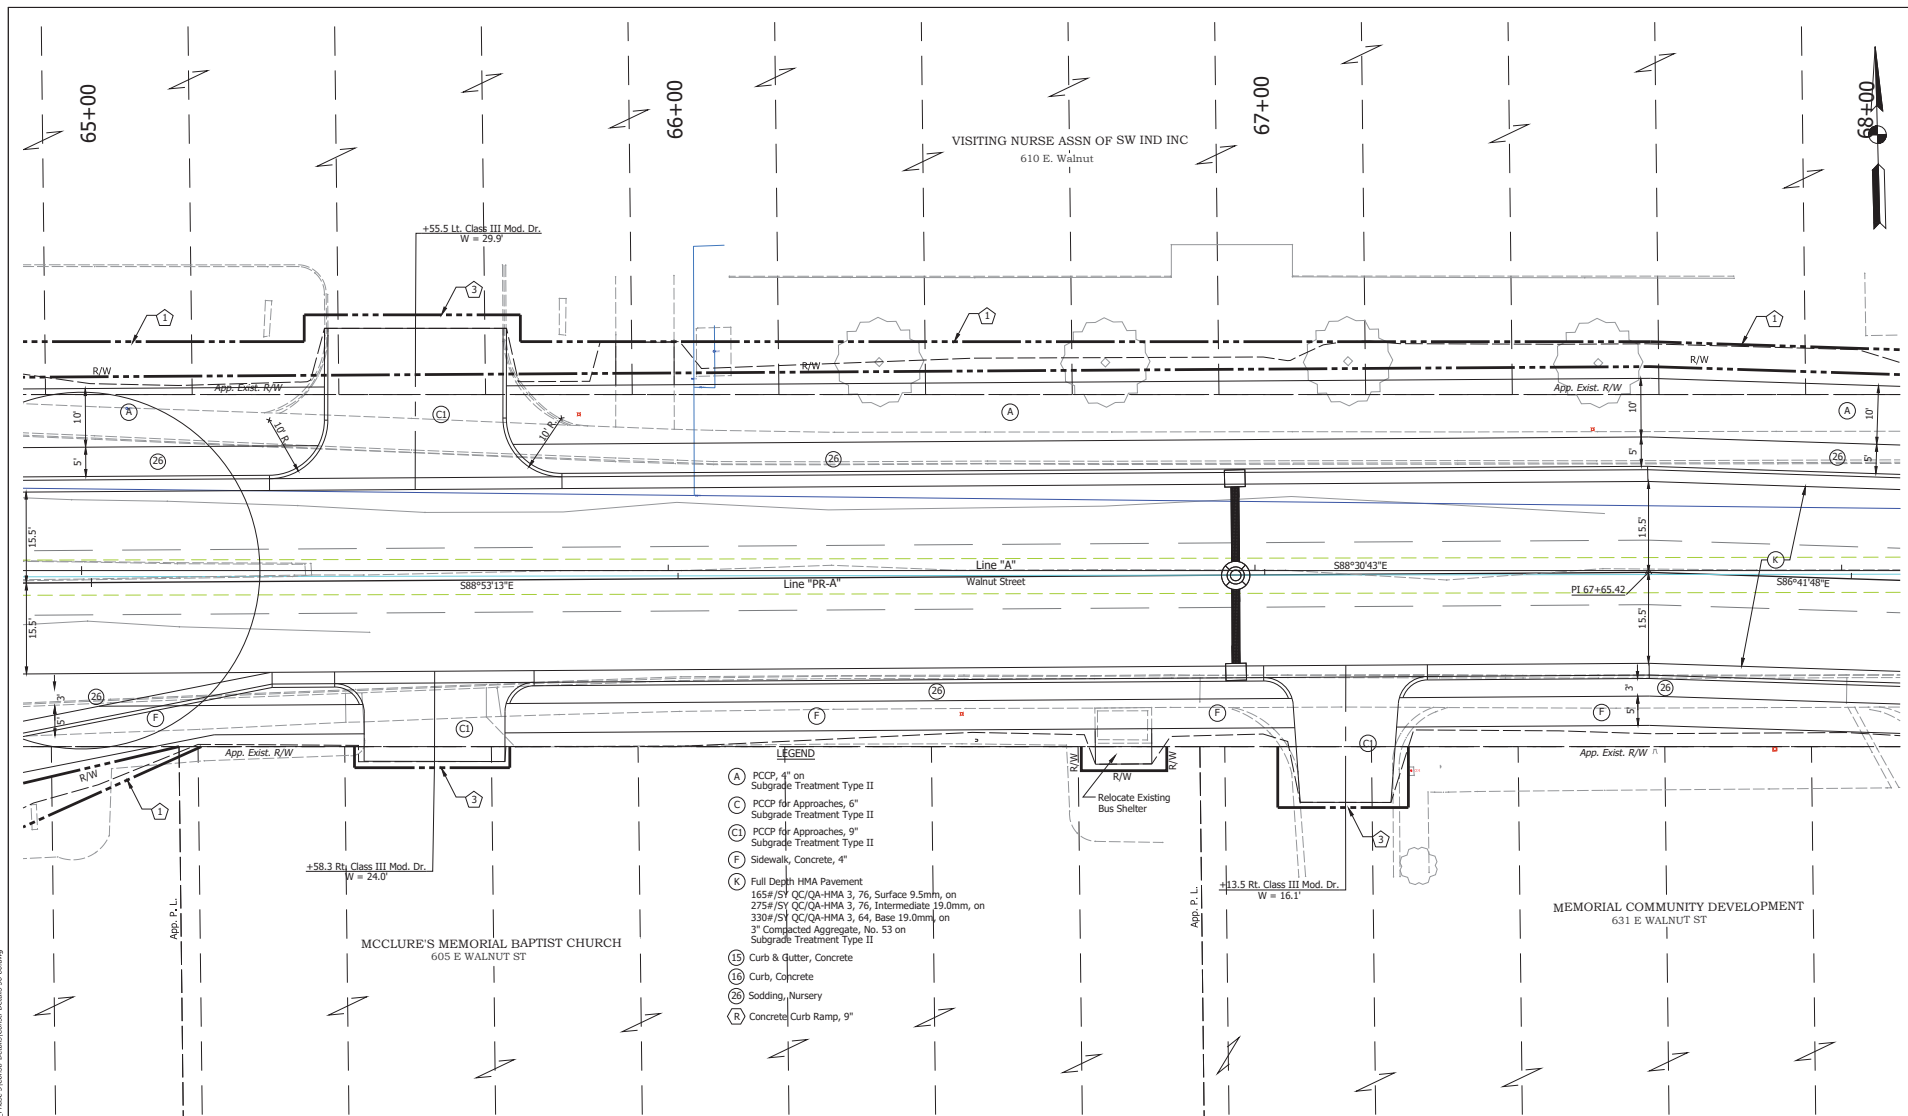 65+00
66+00
67+00
68+00
VISITING NURSE ASSN OF SW IND INC
610 E. Walnut
+55.5 Lt. Class III Mod. Dr.
W = 29.9'
1
3
1
1
R/W
R/W
R/W
App. Exist. R/W
App. Exist. R/W
A
C1
A
A
10'
10' R
10' R
10'
10'
5'
26
26
5'
26
5'
15.5'
15.5'
Line "A"
S88°30'43"E
K
S88°53'13"E
Line "PR-A"
Walnut Street
PI 67+65.42
S86°41'48"E
15.5'
15.5'
3'
26
26
3'
26
5'
F
C1
F
F
5'
F
C1
R/W
App. Exist. R/W
App. Exist. R/W
1
3
R/W
R/W
R/W
Relocate Existing
Bus Shelter
3
LEGEND
A PCCP, 4" on
Subgrade Treatment Type II
C PCCP for Approaches, 6"
Subgrade Treatment Type II
C1 PCCP for Approaches, 9"
Subgrade Treatment Type II
F Sidewalk, Concrete, 4"
K Full Depth HMA Pavement
165#/SY QC/QA-HMA 3, 76, Surface 9.5mm, on
275#/SY QC/QA-HMA 3, 76, Intermediate 19.0mm, on
330#/SY QC/QA-HMA 3, 64, Base 19.0mm, on
3" Compacted Aggregate, No. 53 on
Subgrade Treatment Type II
15 Curb & Gutter, Concrete
16 Curb, Concrete
26 Sodding, Nursery
R Concrete Curb Ramp, 9"
+58.3 Rt. Class III Mod. Dr.
W = 24.0'
+13.5 Rt. Class III Mod. Dr.
W = 16.1'
App. P. L.
App. P. L.
MCCLURE'S MEMORIAL BAPTIST CHURCH
605 E WALNUT ST
MEMORIAL COMMUNITY DEVELOPMENT
631 E WALNUT ST